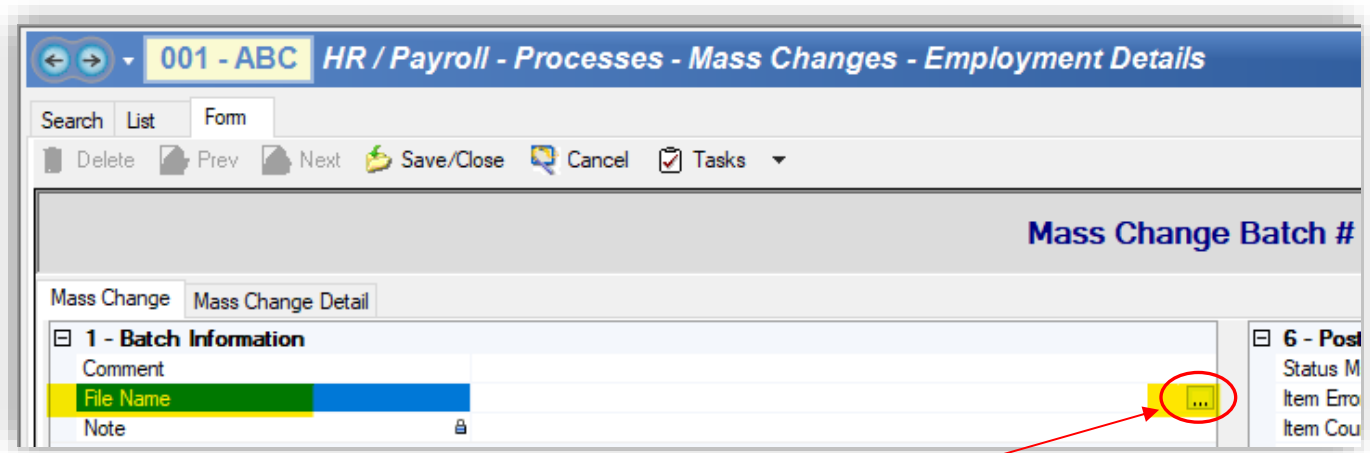 001 - ABC HR / Payroll - Processes - Mass Changes - Employment Details
Search List Form
Delete Prev Next Save/Close Cancel Tasks
Mass Change Batch #
Mass Change Mass Change Detail
1 - Batch Information 6 - Post
Comment Status M
File Name ... Item Erro
Note Item Cou